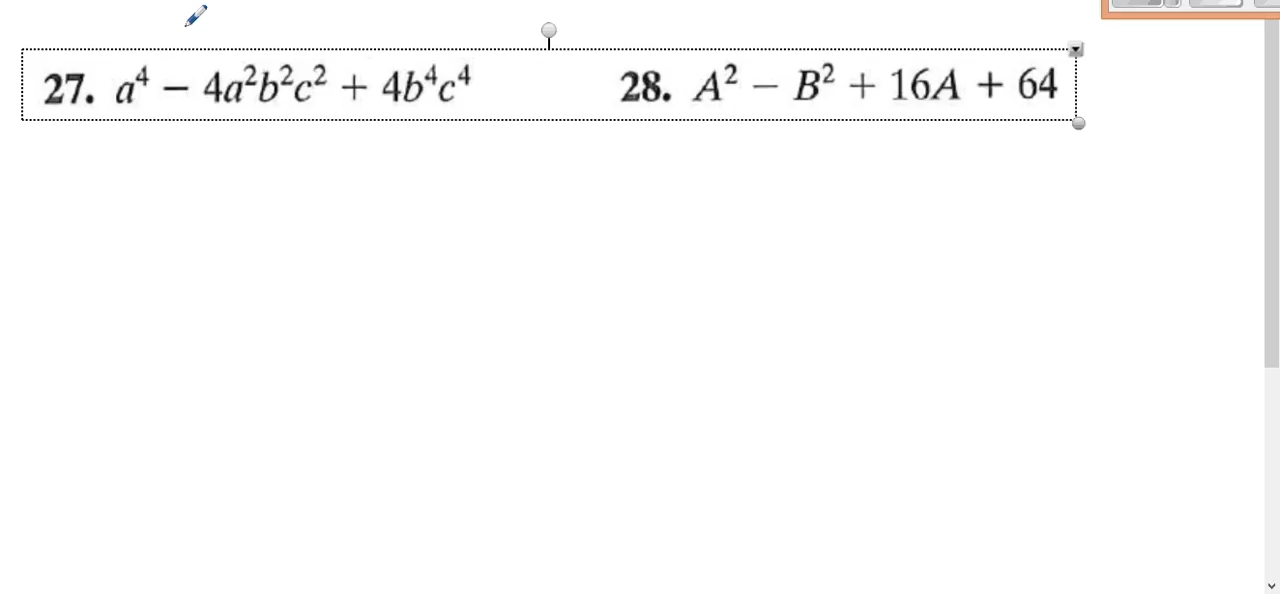 27. a⁴ − 4a²b²c² + 4b⁴c⁴ 28. A² − B² + 16A + 64